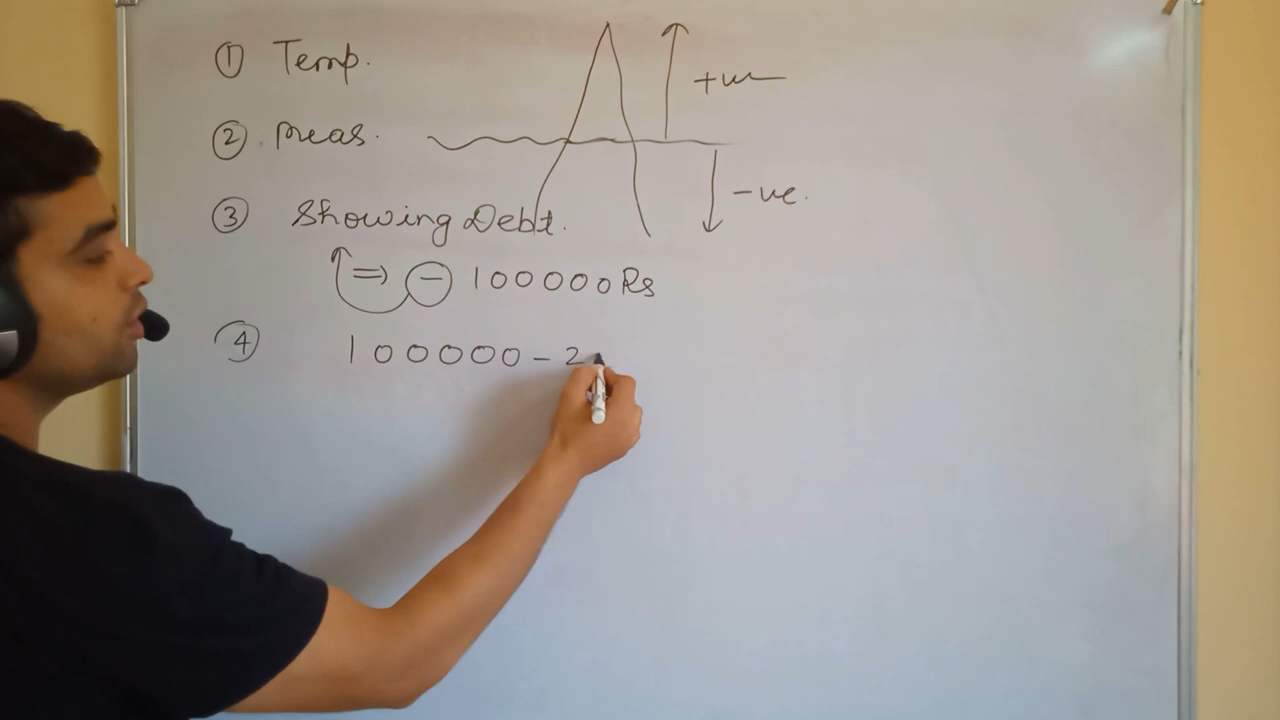 ① Temp.
+ve
② Meas.
-ve.
③ Showing Debt.
⇒ - 100000 Rs
④ 100000 - 2